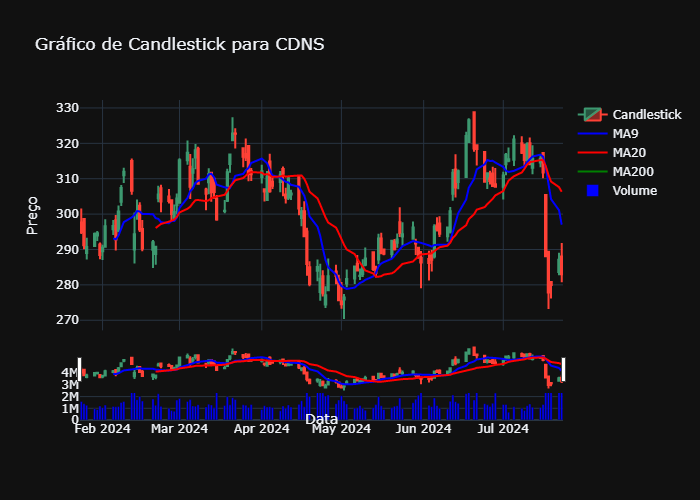 Gráfico de Candlestick para CDNS
Preço
330
320
310
300
290
280
270
Candlestick
MA9
MA20
MA200
Volume
4M
3M
2M
1M
0
Feb 2024 Mar 2024 Apr 2024 May 2024 Jun 2024 Jul 2024
Data